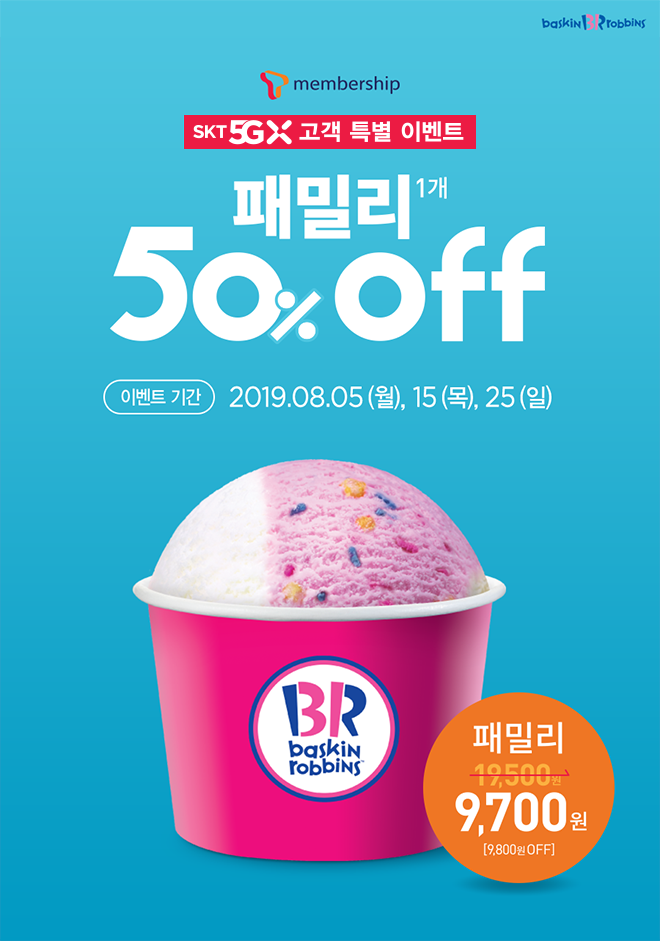 baskin BR robbins
T membership
SKT 5GX 고객 특별 이벤트
패밀리 1개
50% off
이벤트 기간 2019.08.05 (월), 15 (목), 25 (일)
BR
baskin
robbins™
패밀리
19,500원
9,700원
[9,800원 OFF]